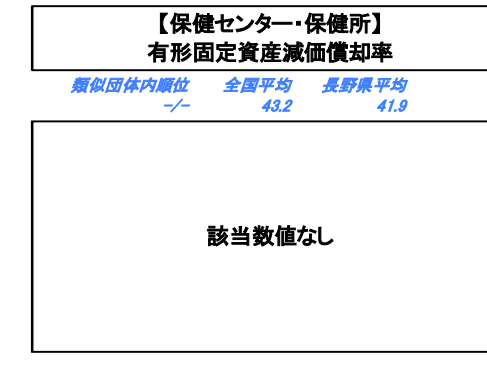 【保健センター・保健所】
有形固定資産減価償却率
類似団体内順位 全国平均 長野県平均
-/- 43.2 41.9
該当数値なし